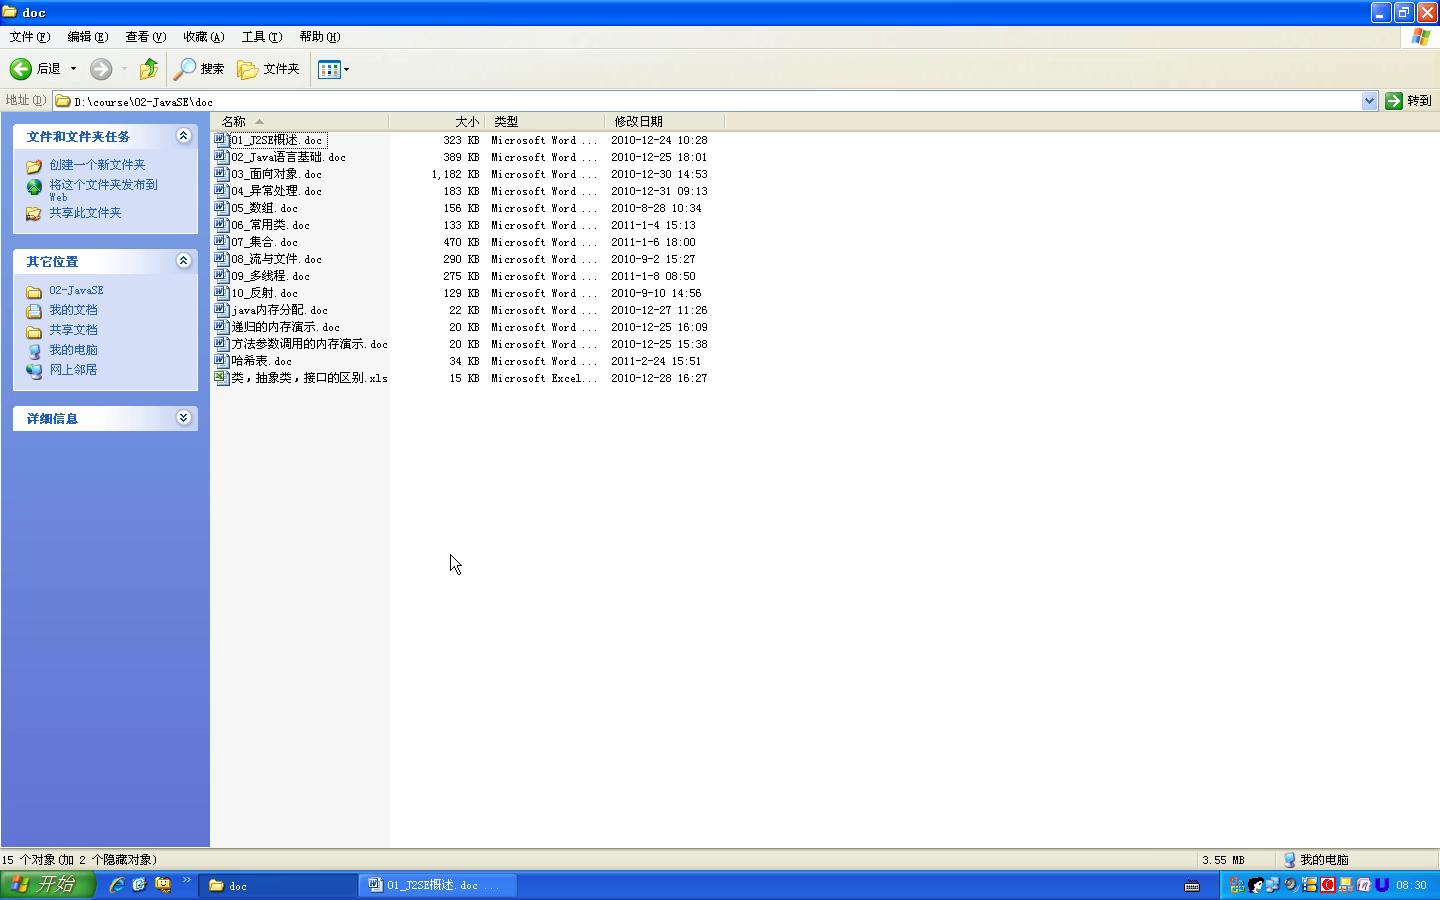 doc
文件(F) 编辑(E) 查看(V) 收藏(A) 工具(T) 帮助(H)
后退 搜索 文件夹
地址(D) D:\course\02-JavaSE\doc 转到
文件和文件夹任务
创建一个新文件夹
将这个文件夹发布到
Web
共享此文件夹
其它位置
02-JavaSE
我的文档
共享文档
我的电脑
网上邻居
详细信息
名称 大小 类型 修改日期
01_J2SE概述.doc 323 KB Microsoft Word ... 2010-12-24 10:28
02_Java语言基础.doc 389 KB Microsoft Word ... 2010-12-25 18:01
03_面向对象.doc 1,182 KB Microsoft Word ... 2010-12-30 14:53
04_异常处理.doc 183 KB Microsoft Word ... 2010-12-31 09:13
05_数组.doc 156 KB Microsoft Word ... 2010-8-28 10:34
06_常用类.doc 133 KB Microsoft Word ... 2011-1-4 15:13
07_集合.doc 470 KB Microsoft Word ... 2011-1-6 18:00
08_流与文件.doc 290 KB Microsoft Word ... 2010-9-2 15:27
09_多线程.doc 275 KB Microsoft Word ... 2011-1-8 08:50
10_反射.doc 129 KB Microsoft Word ... 2010-9-10 14:56
java内存分配.doc 22 KB Microsoft Word ... 2010-12-27 11:26
递归的内存演示.doc 20 KB Microsoft Word ... 2010-12-25 16:09
方法参数调用的内存演示.doc 20 KB Microsoft Word ... 2010-12-25 15:38
哈希表.doc 34 KB Microsoft Word ... 2011-2-24 15:51
类，抽象类，接口的区别.xls 15 KB Microsoft Excel... 2010-12-28 16:27
15 个对象(加 2 个隐藏对象) 3.55 MB 我的电脑
开始 doc 01_J2SE概述.doc ... 08:30